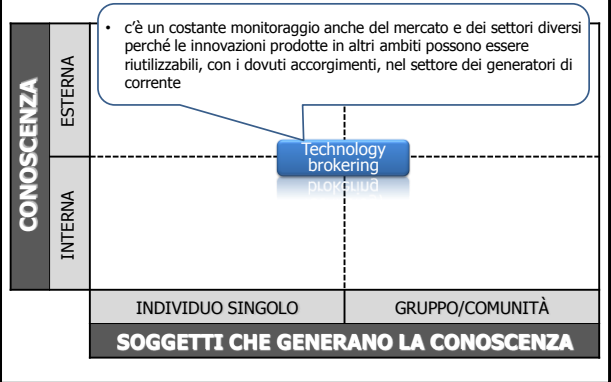 • c'è un costante monitoraggio anche del mercato e dei settori diversi
perché le innovazioni prodotte in altri ambiti possono essere
riutilizzabili, con i dovuti accorgimenti, nel settore dei generatori di
corrente
CONOSCENZA
ESTERNA
Technology
brokering
INTERNA
INDIVIDUO SINGOLO
GRUPPO/COMUNITÀ
SOGGETTI CHE GENERANO LA CONOSCENZA